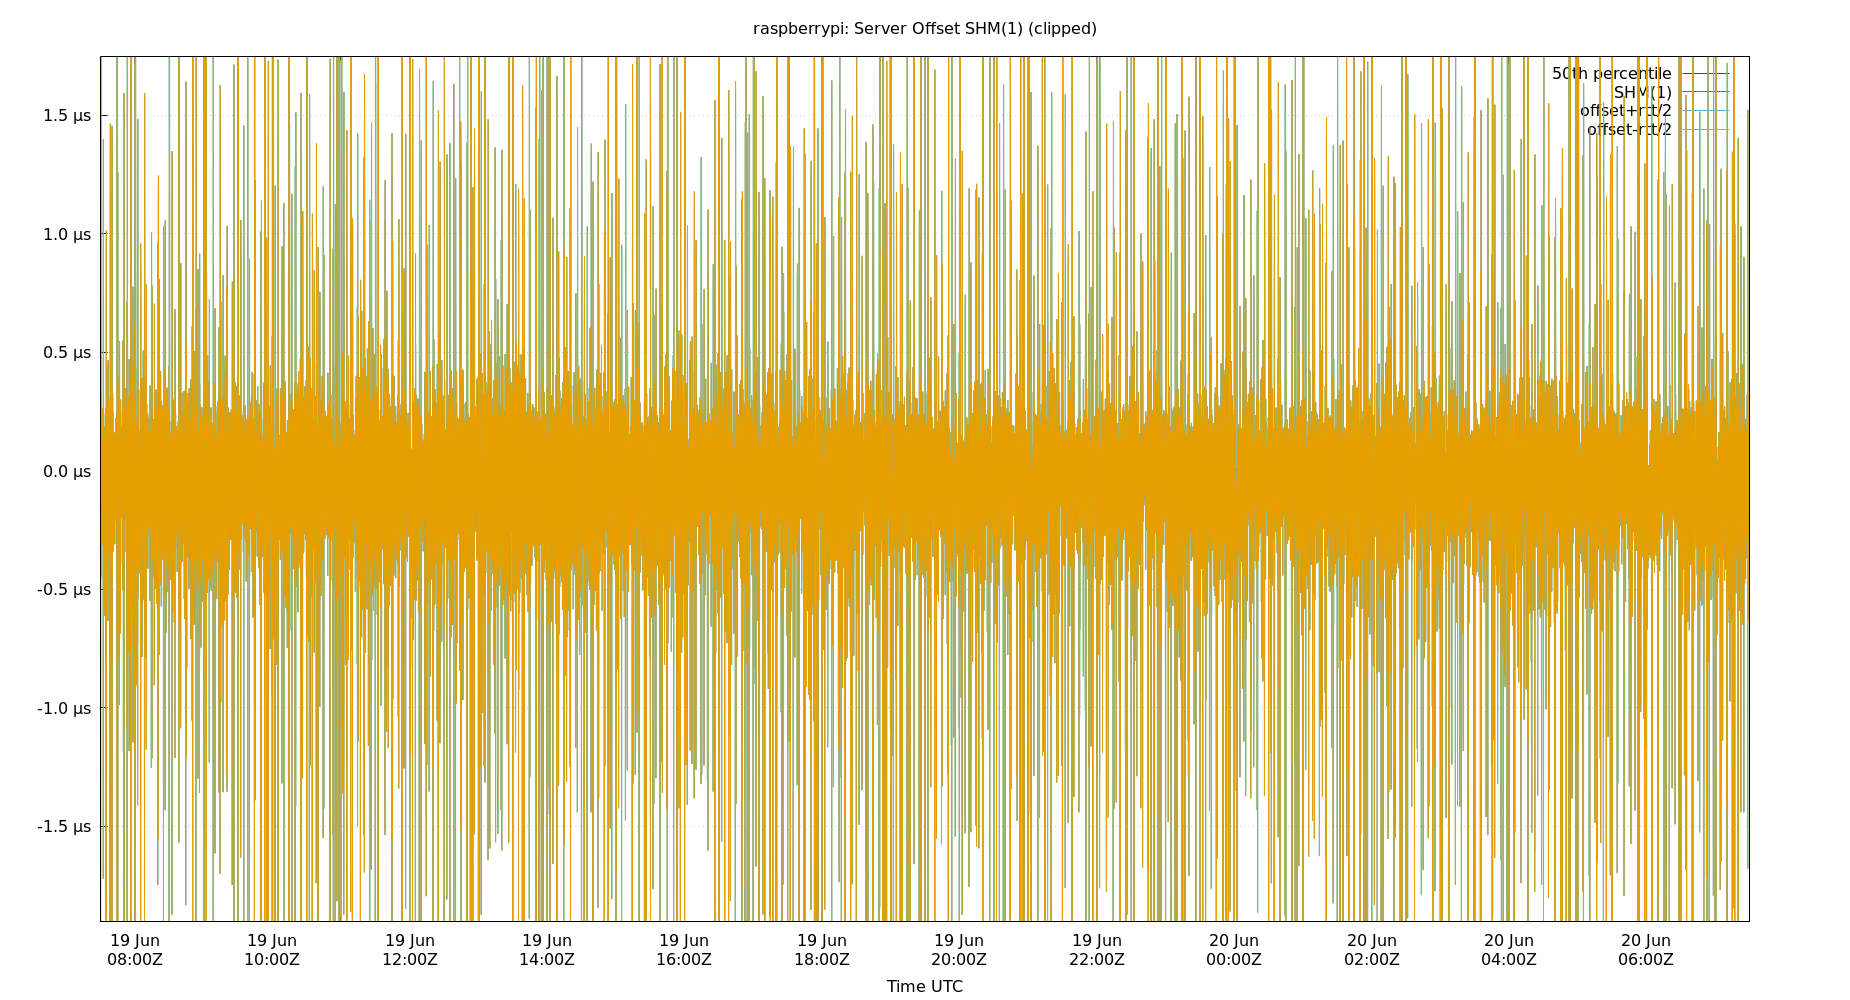 raspberrypi: Server Offset SHM(1) (clipped)
50th percentile
SHM(1)
offset+rtt/2
offset-rtt/2
1.5 µs
1.0 µs
0.5 µs
0.0 µs
-0.5 µs
-1.0 µs
-1.5 µs
19 Jun 19 Jun 19 Jun 19 Jun 19 Jun 19 Jun 19 Jun 19 Jun 20 Jun 20 Jun 20 Jun 20 Jun
08:00Z 10:00Z 12:00Z 14:00Z 16:00Z 18:00Z 20:00Z 22:00Z 00:00Z 02:00Z 04:00Z 06:00Z
Time UTC